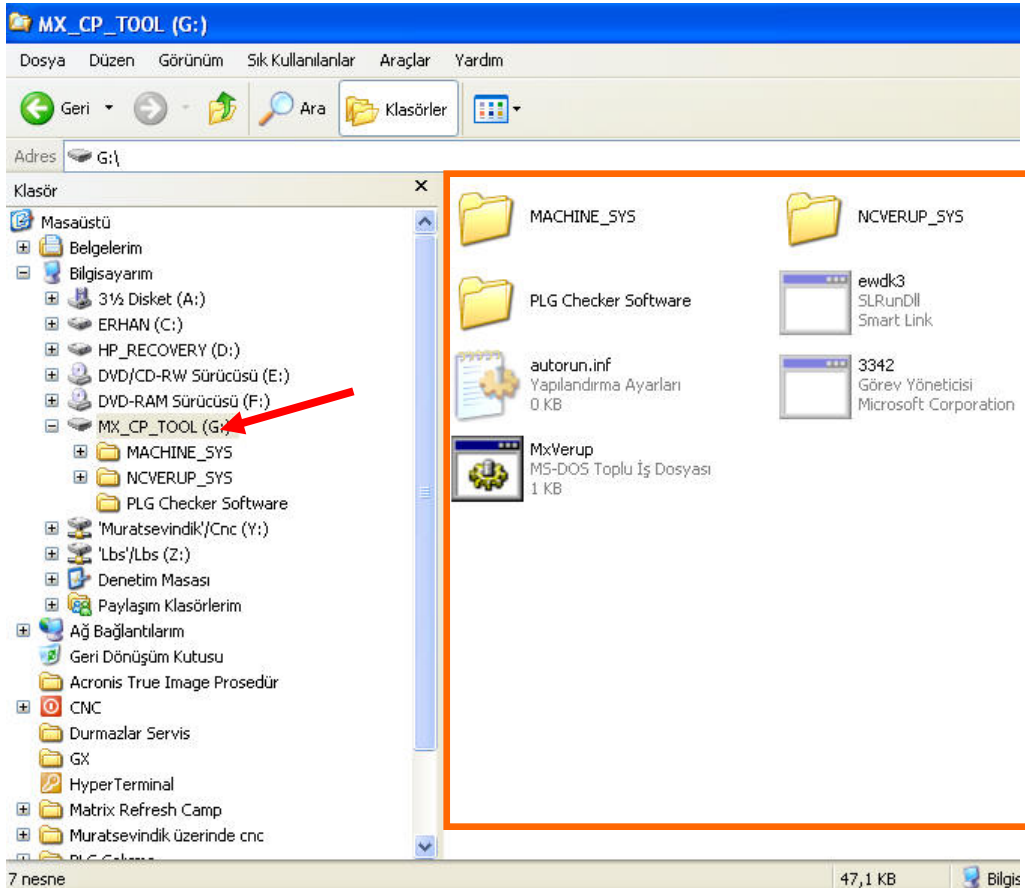 MX_CP_TOOL (G:)
Dosya Düzen Görünüm Sık Kullanılanlar Araçlar Yardım
Geri Ara Klasörler
Adres G:\
Klasör
Masaüstü
Belgelerim
Bilgisayarım
3½ Disket (A:)
ERHAN (C:)
HP_RECOVERY (D:)
DVD/CD-RW Sürücüsü (E:)
DVD-RAM Sürücüsü (F:)
MX_CP_TOOL (G:)
MACHINE_SYS
NCVERUP_SYS
PLG Checker Software
'Muratsevindik'/Cnc (Y:)
'Lbs'/Lbs (Z:)
Denetim Masası
Paylaşım Klasörlerim
Ağ Bağlantılarım
Geri Dönüşüm Kutusu
Acronis True Image Prosedür
CNC
Durmazlar Servis
GX
HyperTerminal
Matrix Refresh Camp
Muratsevindik üzerinde cnc
MACHINE_SYS
NCVERUP_SYS
PLG Checker Software
ewdk3
SLRunDll
Smart Link
autorun.inf
Yapılandırma Ayarları
0 KB
3342
Görev Yöneticisi
Microsoft Corporation
MxVerup
MS-DOS Toplu İş Dosyası
1 KB
7 nesne
47,1 KB
Bilgis